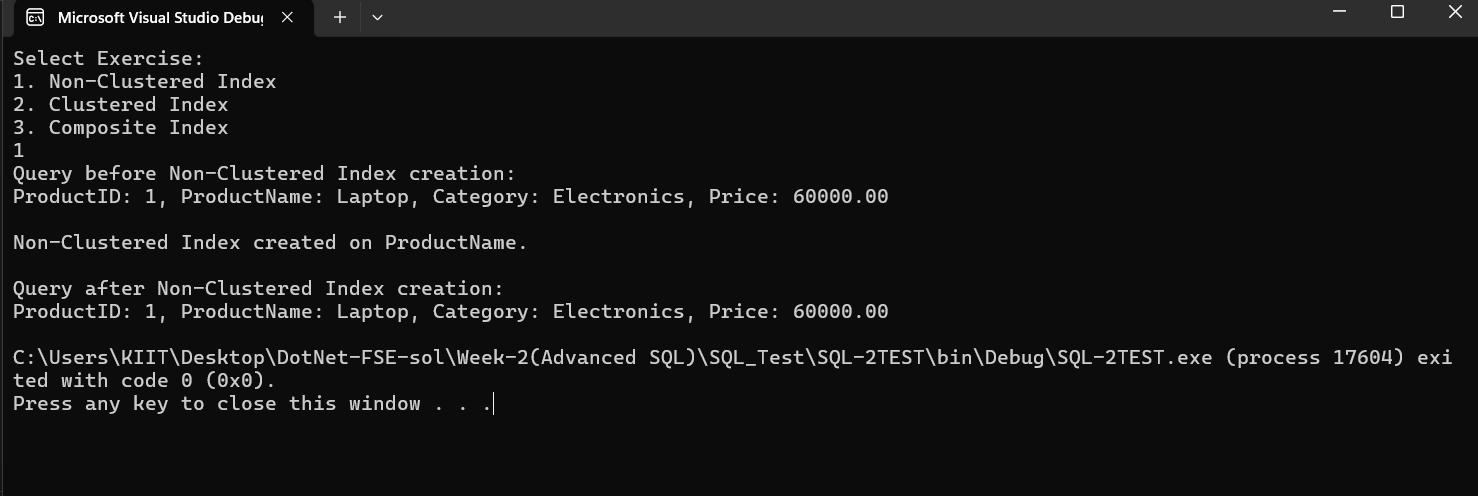 Microsoft Visual Studio Debug
Select Exercise:
1. Non-Clustered Index
2. Clustered Index
3. Composite Index
1
Query before Non-Clustered Index creation:
ProductID: 1, ProductName: Laptop, Category: Electronics, Price: 60000.00
Non-Clustered Index created on ProductName.
Query after Non-Clustered Index creation:
ProductID: 1, ProductName: Laptop, Category: Electronics, Price: 60000.00
C:\Users\KIIT\Desktop\DotNet-FSE-sol\Week-2(Advanced SQL)\SQL_Test\SQL-2TEST\bin\Debug\SQL-2TEST.exe (process 17604) exi
ted with code 0 (0x0).
Press any key to close this window . . .